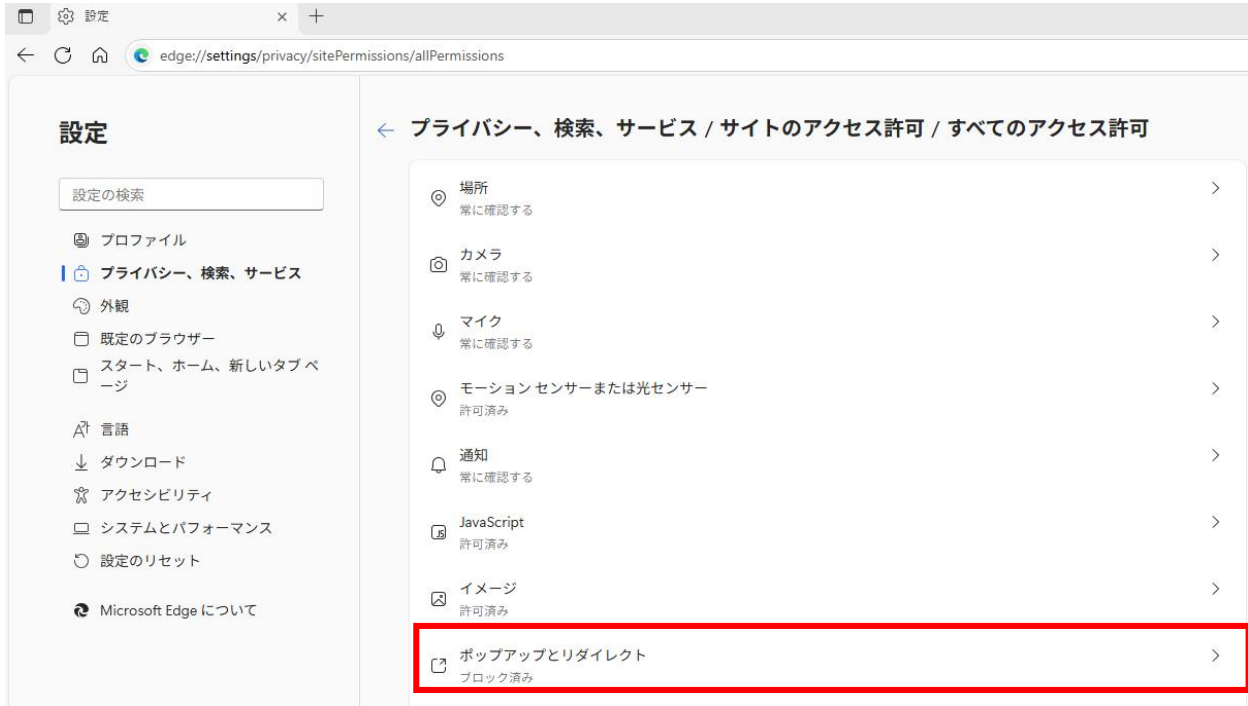 設定
edge://settings/privacy/sitePermissions/allPermissions
設定
設定の検索
プロファイル
プライバシー、検索、サービス
外観
既定のブラウザー
スタート、ホーム、新しいタブ ペ
ージ
言語
ダウンロード
アクセシビリティ
システムとパフォーマンス
設定のリセット
Microsoft Edge について
プライバシー、検索、サービス / サイトのアクセス許可 / すべてのアクセス許可
場所
常に確認する
カメラ
常に確認する
マイク
常に確認する
モーション センサーまたは光センサー
許可済み
通知
常に確認する
JavaScript
許可済み
イメージ
許可済み
ポップアップとリダイレクト
ブロック済み